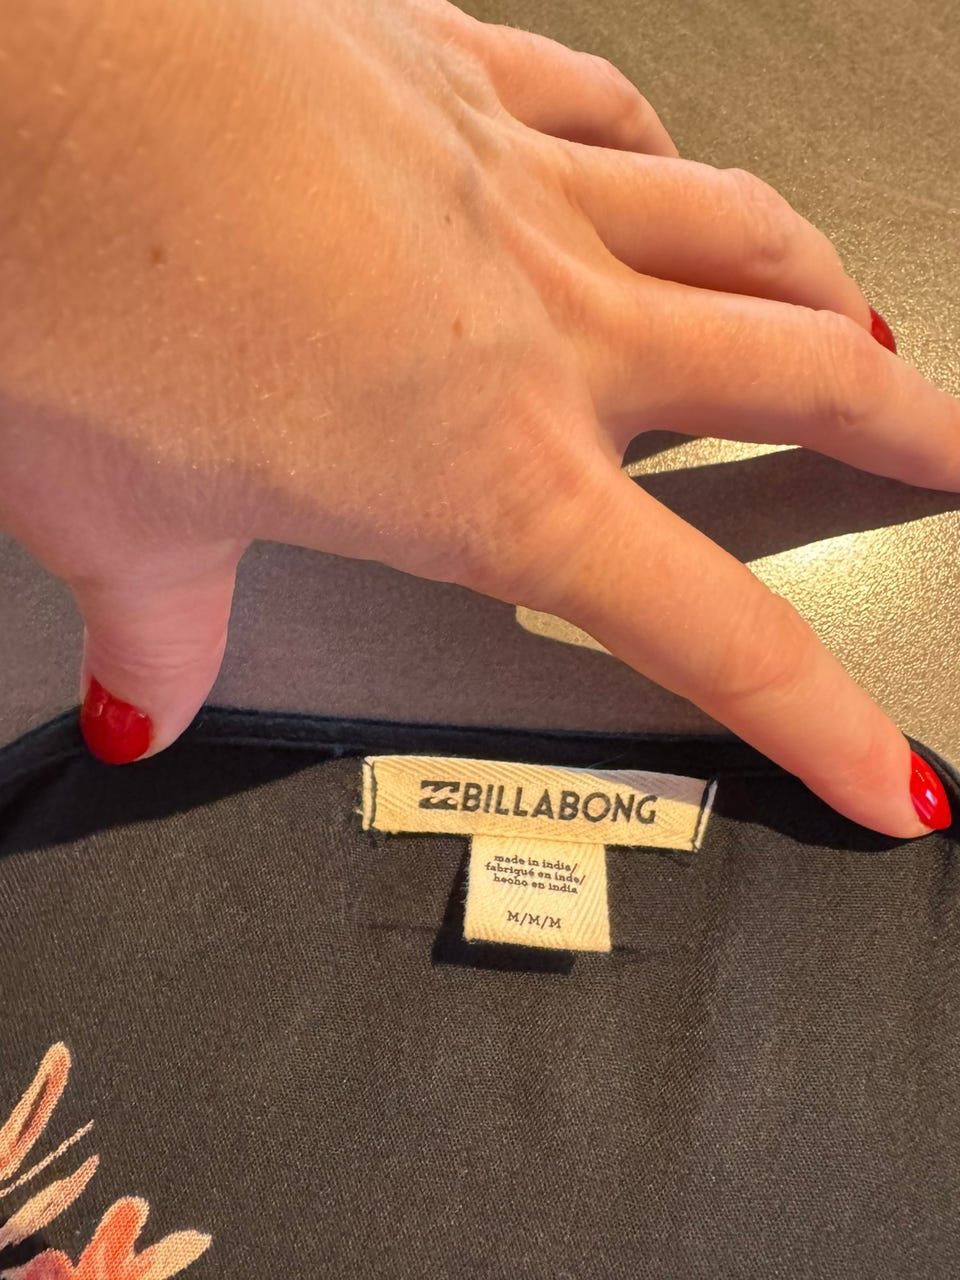 BILLABONG
made in india/
fabriqué en inde/
hecho en india
M/M/M